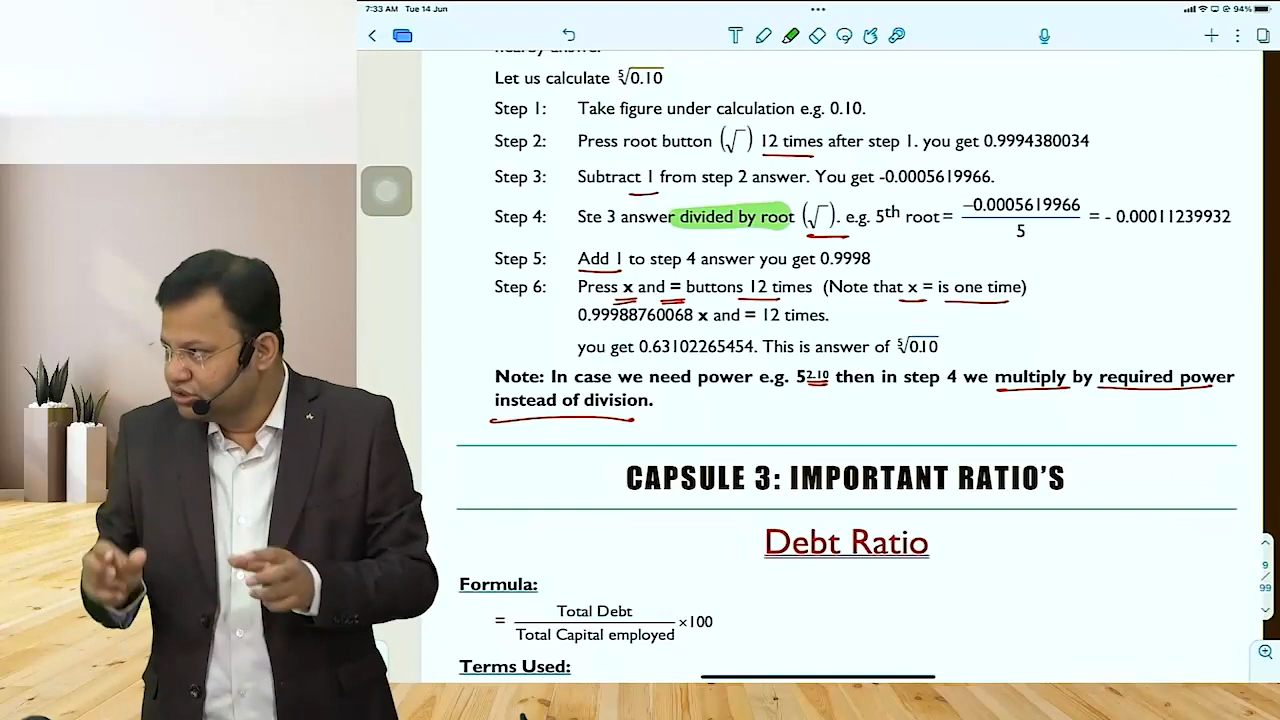 7:33 AM Tue 14 Jun
94%
Let us calculate ⁵√0.10
Step 1: Take figure under calculation e.g. 0.10.
Step 2: Press root button (√‾) 12 times after step 1. you get 0.9994380034
Step 3: Subtract 1 from step 2 answer. You get -0.0005619966.
Step 4: Ste 3 answer divided by root (√‾). e.g. 5th root = −0.0005619966 / 5 = - 0.00011239932
Step 5: Add 1 to step 4 answer you get 0.9998
Step 6: Press x and = buttons 12 times (Note that x = is one time)
0.99988760068 x and = 12 times.
you get 0.63102265454. This is answer of ⁵√0.10
Note: In case we need power e.g. 5^2.10 then in step 4 we multiply by required power
instead of division.
CAPSULE 3: IMPORTANT RATIO'S
Debt Ratio
Formula:
= Total Debt / Total Capital employed ×100
Terms Used:
9
/
99